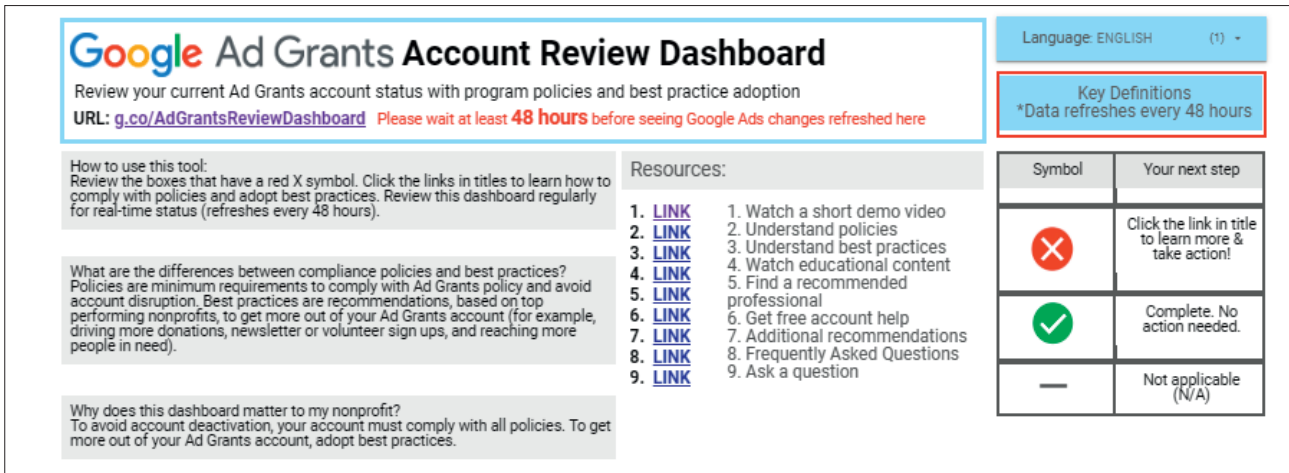 Google Ad Grants Account Review Dashboard
Review your current Ad Grants account status with program policies and best practice adoption
URL: g.co/AdGrantsReviewDashboard Please wait at least 48 hours before seeing Google Ads changes refreshed here
Language: ENGLISH (1)
Key Definitions
*Data refreshes every 48 hours
How to use this tool:
Review the boxes that have a red X symbol. Click the links in titles to learn how to
comply with policies and adopt best practices. Review this dashboard regularly
for real-time status (refreshes every 48 hours).
What are the differences between compliance policies and best practices?
Policies are minimum requirements to comply with Ad Grants policy and avoid
account disruption. Best practices are recommendations, based on top
performing nonprofits, to get more out of your Ad Grants account (for example,
driving more donations, newsletter or volunteer sign ups, and reaching more
people in need).
Why does this dashboard matter to my nonprofit?
To avoid account deactivation, your account must comply with all policies. To get
more out of your Ad Grants account, adopt best practices.
Resources:
1. LINK
2. LINK
3. LINK
4. LINK
5. LINK
6. LINK
7. LINK
8. LINK
9. LINK
1. Watch a short demo video
2. Understand policies
3. Understand best practices
4. Watch educational content
5. Find a recommended
professional
6. Get free account help
7. Additional recommendations
8. Frequently Asked Questions
9. Ask a question
Symbol Your next step
Click the link in title
to learn more &
take action!
Complete. No
action needed.
Not applicable
(N/A)